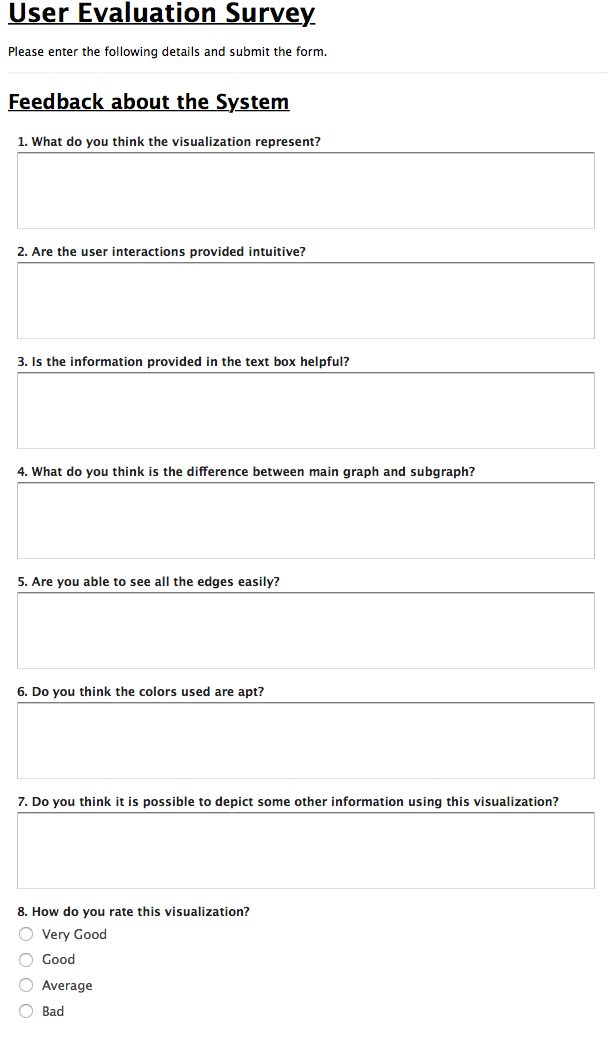 User Evaluation Survey
Please enter the following details and submit the form.
Feedback about the System
1. What do you think the visualization represent?
2. Are the user interactions provided intuitive?
3. Is the information provided in the text box helpful?
4. What do you think is the difference between main graph and subgraph?
5. Are you able to see all the edges easily?
6. Do you think the colors used are apt?
7. Do you think it is possible to depict some other information using this visualization?
8. How do you rate this visualization?
Very Good
Good
Average
Bad